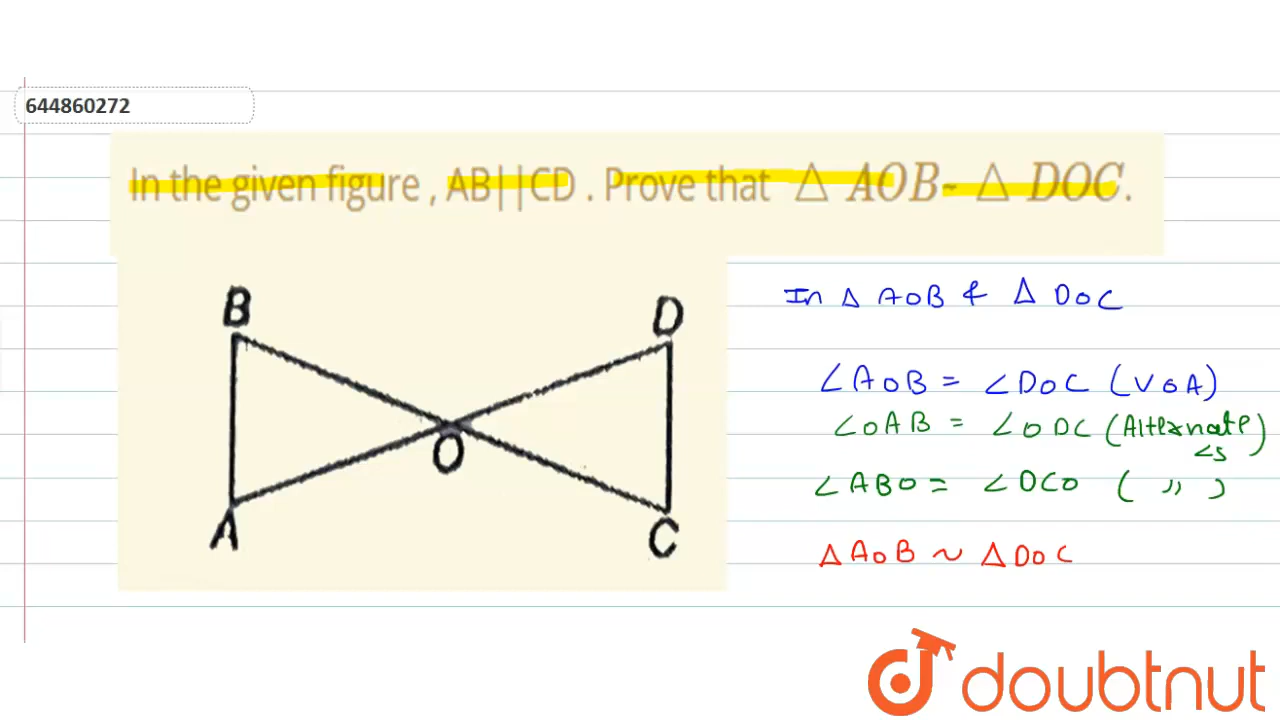 644860272
In the given figure , AB||CD . Prove that △ AOB~ △ DOC.
B
D
O
A
C
In △ AOB & △ DOC
∠AOB = ∠DOC (VOA)
∠OAB = ∠ODC (Alternate ∠s)
∠ABO = ∠DCO ( ,, )
△ AOB ~ △ DOC
doubtnut